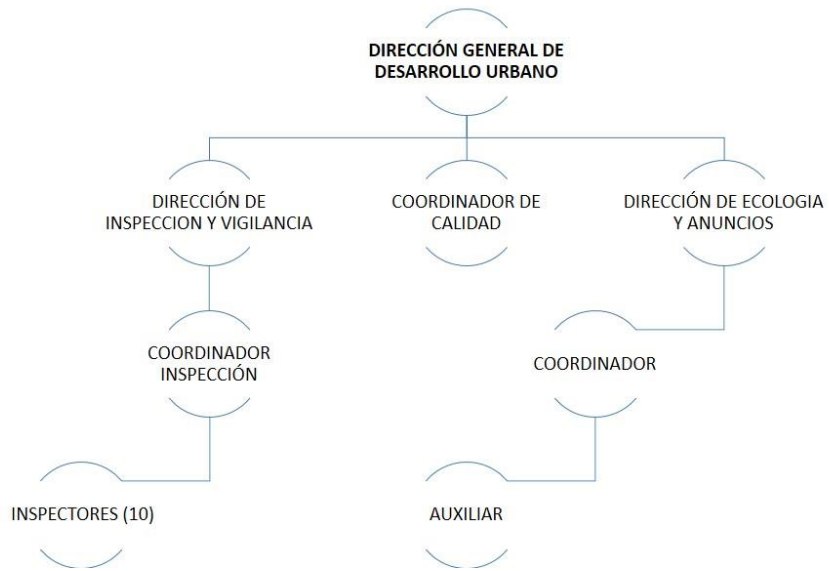 DIRECCIÓN GENERAL DE
DESARROLLO URBANO
DIRECCIÓN DE
INSPECCION Y VIGILANCIA
COORDINADOR DE
CALIDAD
DIRECCIÓN DE ECOLOGIA
Y ANUNCIOS
COORDINADOR
INSPECCIÓN
COORDINADOR
INSPECTORES (10)
AUXILIAR